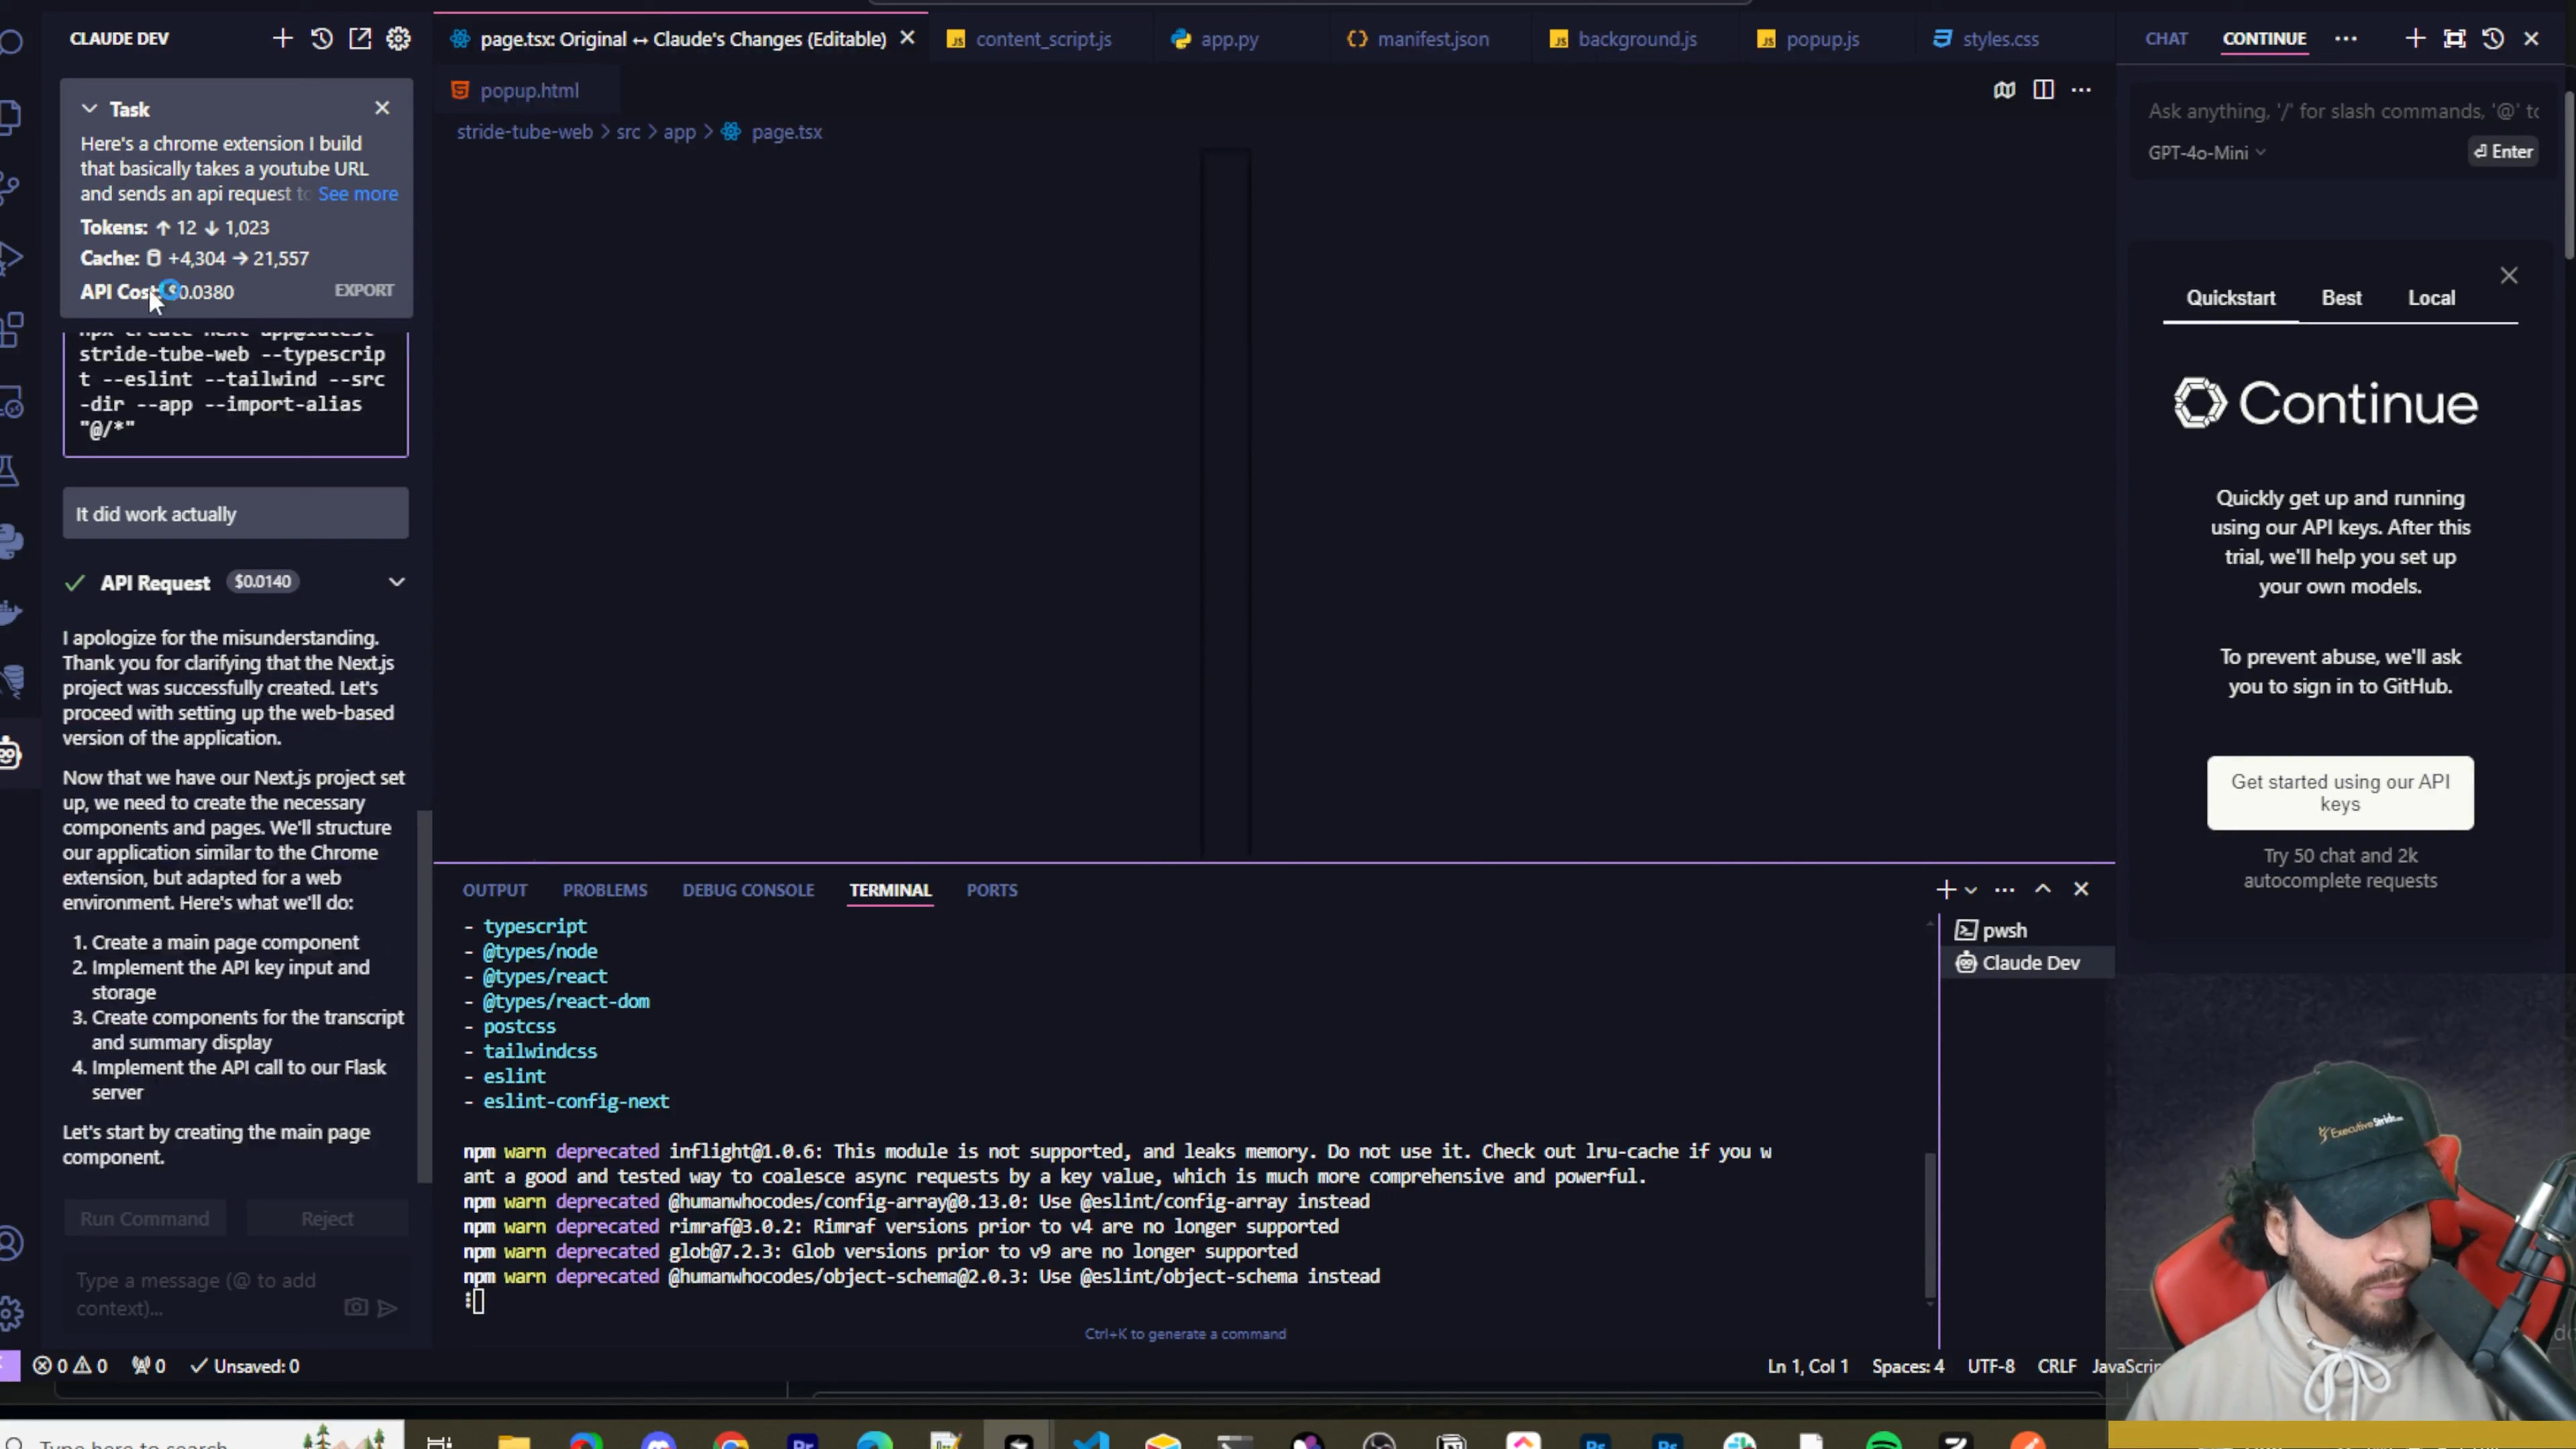 CLAUDE DEV
page.tsx: Original ↔ Claude's Changes (Editable)
content_script.js
app.py
manifest.json
background.js
popup.js
styles.css
popup.html
stride-tube-web > src > app > page.tsx
Task
Here's a chrome extension I build
that basically takes a youtube URL
and sends an api request to See more
Tokens: ↑ 12 ↓ 1,023
Cache: +4,304 → 21,557
API Cost: $0.0380
EXPORT
npx create-next-app@latest
stride-tube-web --typescrip
t --eslint --tailwind --src
-dir --app --import-alias
"@/*"
It did work actually
API Request $0.0140
I apologize for the misunderstanding.
Thank you for clarifying that the Next.js
project was successfully created. Let's
proceed with setting up the web-based
version of the application.
Now that we have our Next.js project set
up, we need to create the necessary
components and pages. We'll structure
our application similar to the Chrome
extension, but adapted for a web
environment. Here's what we'll do:
1. Create a main page component
2. Implement the API key input and
storage
3. Create components for the transcript
and summary display
4. Implement the API call to our Flask
server
Let's start by creating the main page
component.
Run Command
Reject
Type a message (@ to add
context)...
OUTPUT
PROBLEMS
DEBUG CONSOLE
TERMINAL
PORTS
- typescript
- @types/node
- @types/react
- @types/react-dom
- postcss
- tailwindcss
- eslint
- eslint-config-next
npm warn deprecated inflight@1.0.6: This module is not supported, and leaks memory. Do not use it. Check out lru-cache if you w
ant a good and tested way to coalesce async requests by a key value, which is much more comprehensive and powerful.
npm warn deprecated @humanwhocodes/config-array@0.13.0: Use @eslint/config-array instead
npm warn deprecated rimraf@3.0.2: Rimraf versions prior to v4 are no longer supported
npm warn deprecated glob@7.2.3: Glob versions prior to v9 are no longer supported
npm warn deprecated @humanwhocodes/object-schema@2.0.3: Use @eslint/object-schema instead
Ctrl+K to generate a command
pwsh
Claude Dev
CHAT
CONTINUE
Ask anything, '/' for slash commands, '@' to
GPT-4o-Mini
Enter
Quickstart
Best
Local
Continue
Quickly get up and running
using our API keys. After this
trial, we'll help you set up
your own models.
To prevent abuse, we'll ask
you to sign in to GitHub.
Get started using our API
keys
Try 50 chat and 2k
autocomplete requests
ExecutiveStride
0 0
0
Unsaved: 0
Ln 1, Col 1
Spaces: 4
UTF-8
CRLF
JavaScrip
Type here to search